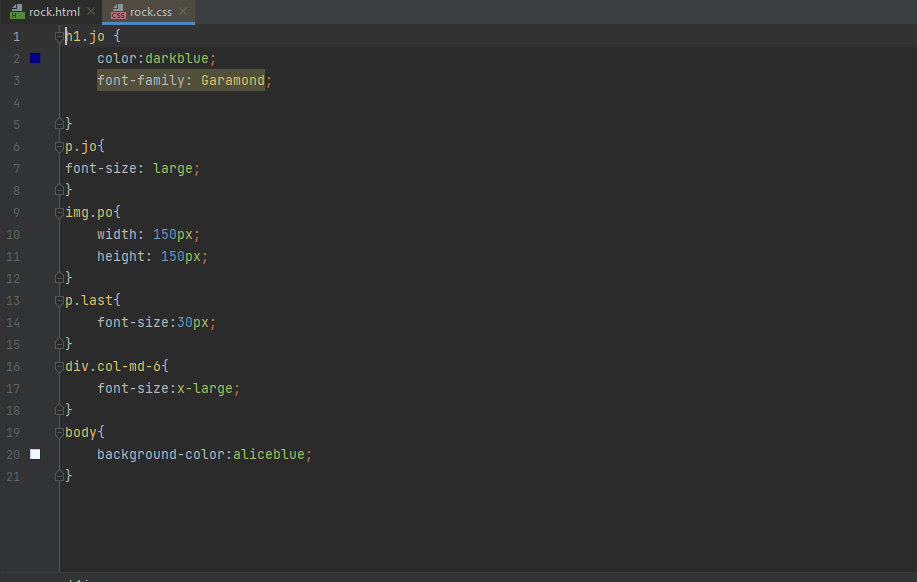 rock.html
rock.css
1 h1.jo {
2 color:darkblue;
3 font-family: Garamond;
4
5 }
6 p.jo{
7 font-size: large;
8 }
9 img.po{
10 width: 150px;
11 height: 150px;
12 }
13 p.last{
14 font-size:30px;
15 }
16 div.col-md-6{
17 font-size:x-large;
18 }
19 body{
20 background-color:aliceblue;
21 }